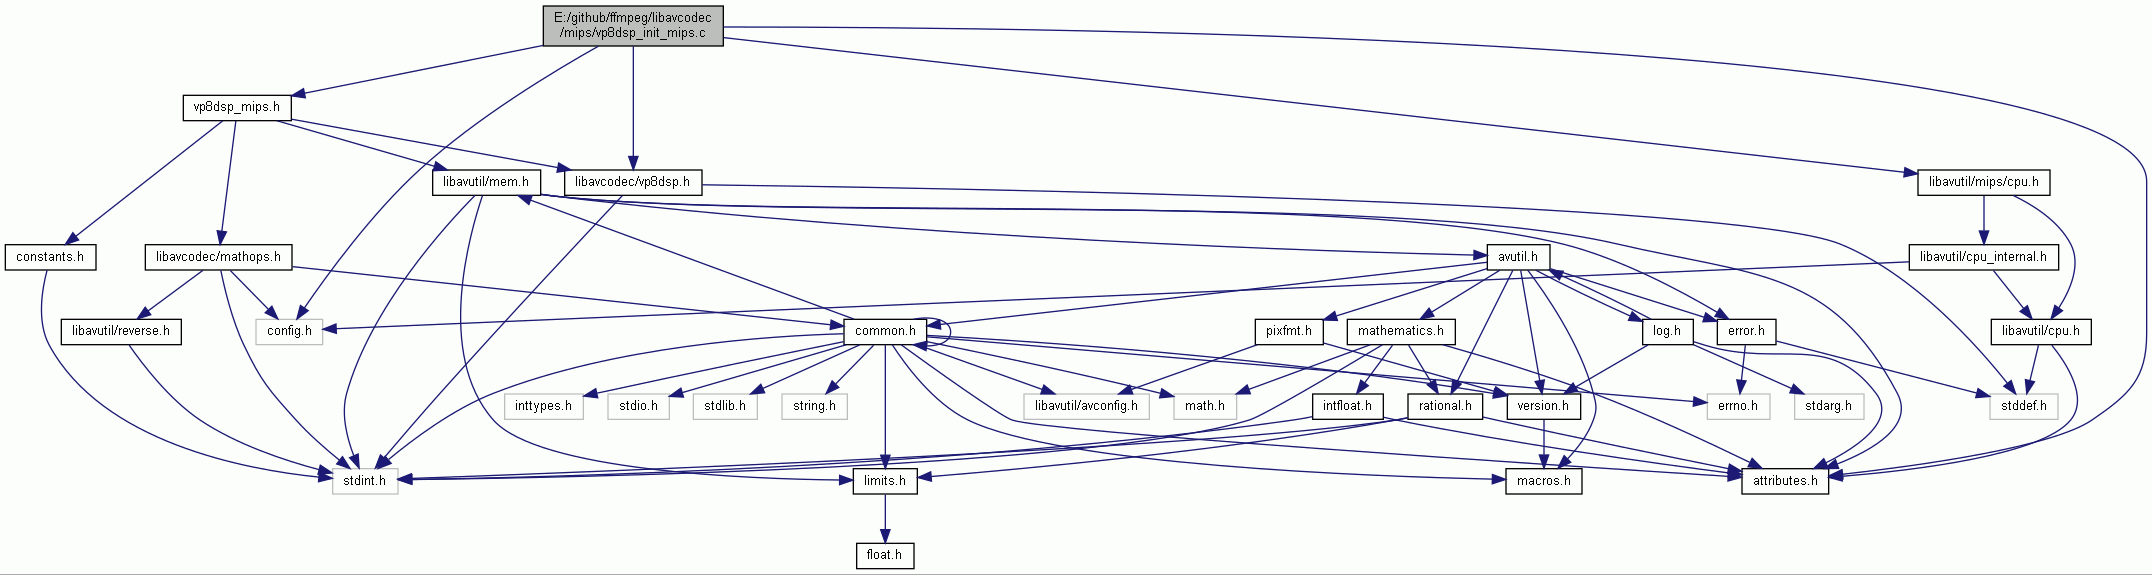 E:/github/ffmpeg/libavcodec
/mips/vp8dsp_init_mips.c
vp8dsp_mips.h
libavutil/mem.h
libavcodec/vp8dsp.h
libavutil/mips/cpu.h
constants.h
libavcodec/mathops.h
avutil.h
libavutil/cpu_internal.h
libavutil/reverse.h
config.h
common.h
pixfmt.h
mathematics.h
log.h
error.h
libavutil/cpu.h
inttypes.h
stdio.h
stdlib.h
string.h
libavutil/avconfig.h
math.h
intfloat.h
rational.h
version.h
errno.h
stdarg.h
stddef.h
stdint.h
limits.h
macros.h
attributes.h
float.h